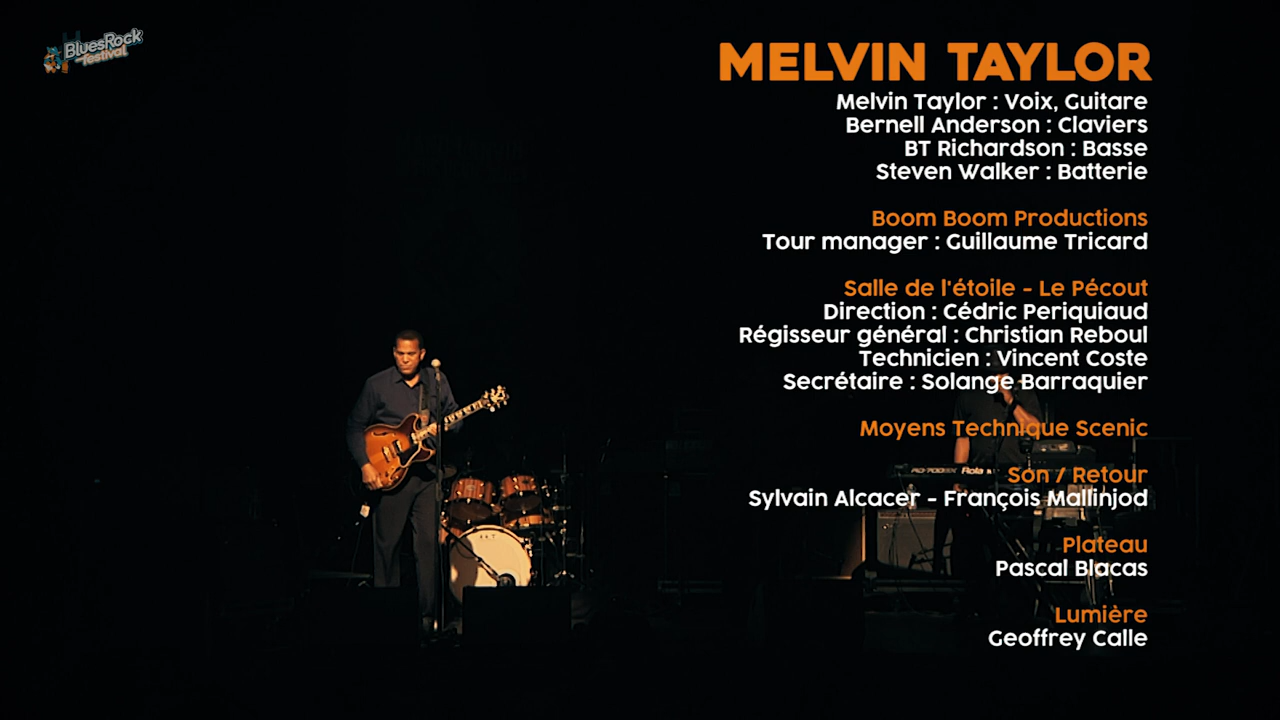 BluesRock
festival
MELVIN TAYLOR
Melvin Taylor : Voix, Guitare
Bernell Anderson : Claviers
BT Richardson : Basse
Steven Walker : Batterie
Boom Boom Productions
Tour manager : Guillaume Tricard
Salle de l'étoile - Le Pécout
Direction : Cédric Periquiaud
Régisseur général : Christian Reboul
Technicien : Vincent Coste
Secrétaire : Solange Barraquier
Moyens Technique Scenic
Son / Retour
Sylvain Alcacer - François Mallinjod
Plateau
Pascal Blacas
Lumière
Geoffrey Calle